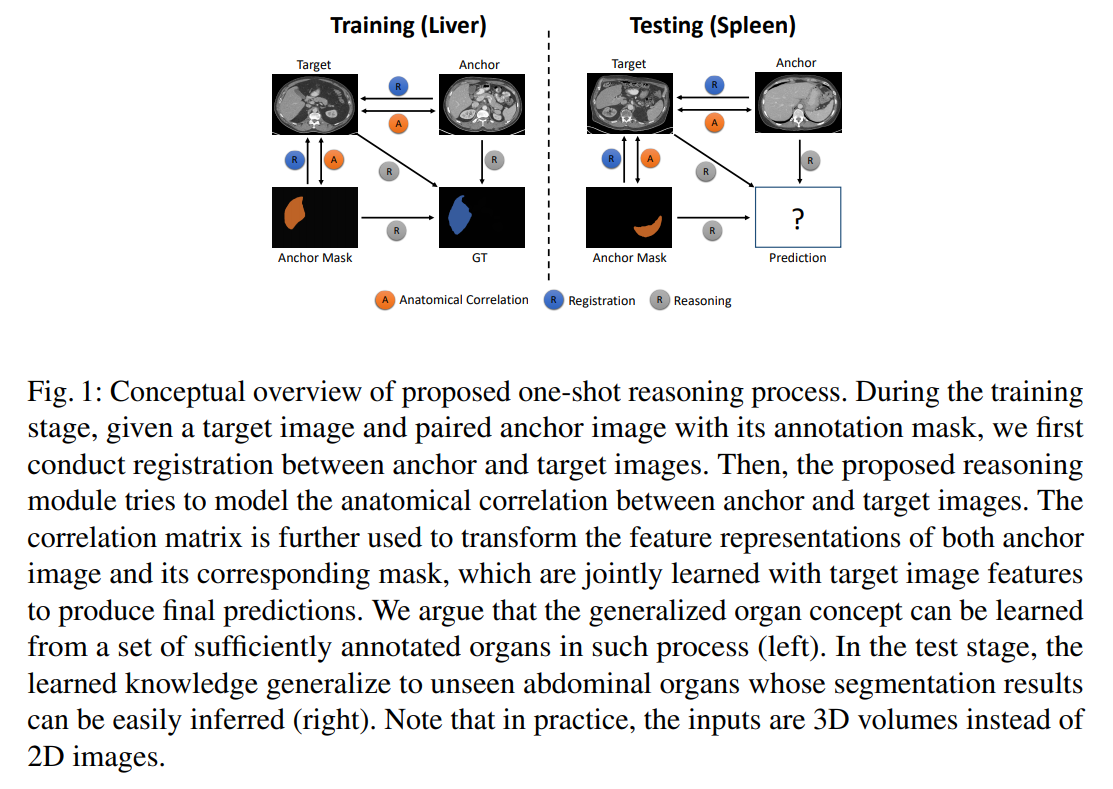 Training (Liver)
Testing (Spleen)
Target
Anchor
Target
Anchor
R
R
A
A
R
A
R
R
R
A
R
R
?
R
R
Anchor Mask
GT
Anchor Mask
Prediction
A Anatomical Correlation
R Registration
R Reasoning
Fig. 1: Conceptual overview of proposed one-shot reasoning process. During the training
stage, given a target image and paired anchor image with its annotation mask, we first
conduct registration between anchor and target images. Then, the proposed reasoning
module tries to model the anatomical correlation between anchor and target images. The
correlation matrix is further used to transform the feature representations of both anchor
image and its corresponding mask, which are jointly learned with target image features
to produce final predictions. We argue that the generalized organ concept can be learned
from a set of sufficiently annotated organs in such process (left). In the test stage, the
learned knowledge generalize to unseen abdominal organs whose segmentation results
can be easily inferred (right). Note that in practice, the inputs are 3D volumes instead of
2D images.